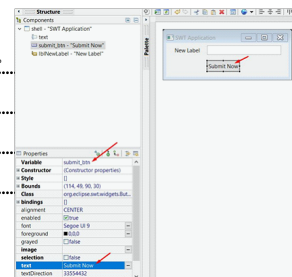 Structure
Components
shell - "SWT Application"
text
submit_btn - "Submit Now"
lblNewLabel - "New Label"
Palette
SWT Application
New Label
Submit Now
Properties
Variable submit_btn
Constructor (Constructor properties)
Style []
Bounds (114, 49, 90, 30)
Class org.eclipse.swt.widgets.But...
bindings []
alignment CENTER
enabled true
font Segoe UI 9
foreground 0,0,0
grayed false
image
selection false
text Submit Now
textDirection 33554432